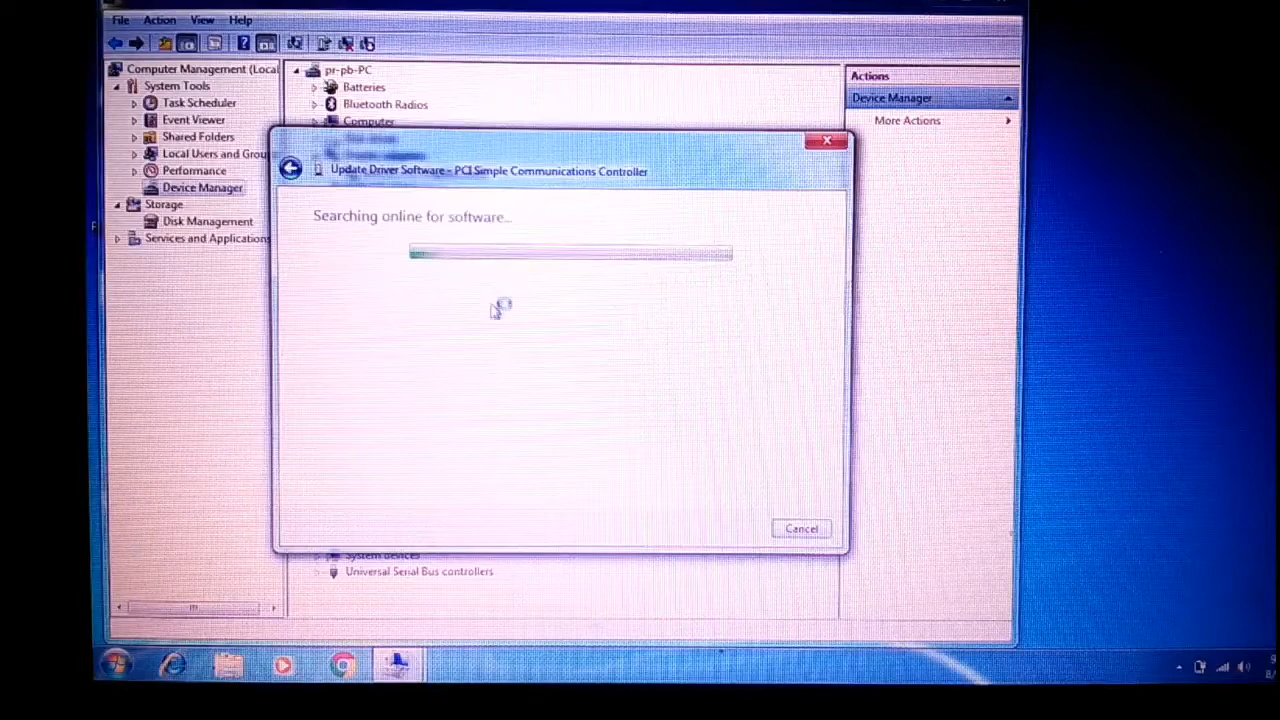 File Action View Help
Computer Management (Local
System Tools
Task Scheduler
Event Viewer
Shared Folders
Local Users and Grou
Performance
Device Manager
Storage
Disk Management
Services and Applications
pr-pb-PC
Batteries
Bluetooth Radios
Computer
Update Driver Software - PCI Simple Communications Controller
Searching online for software...
Cancel
System devices
Universal Serial Bus controllers
Actions
Device Manager
More Actions